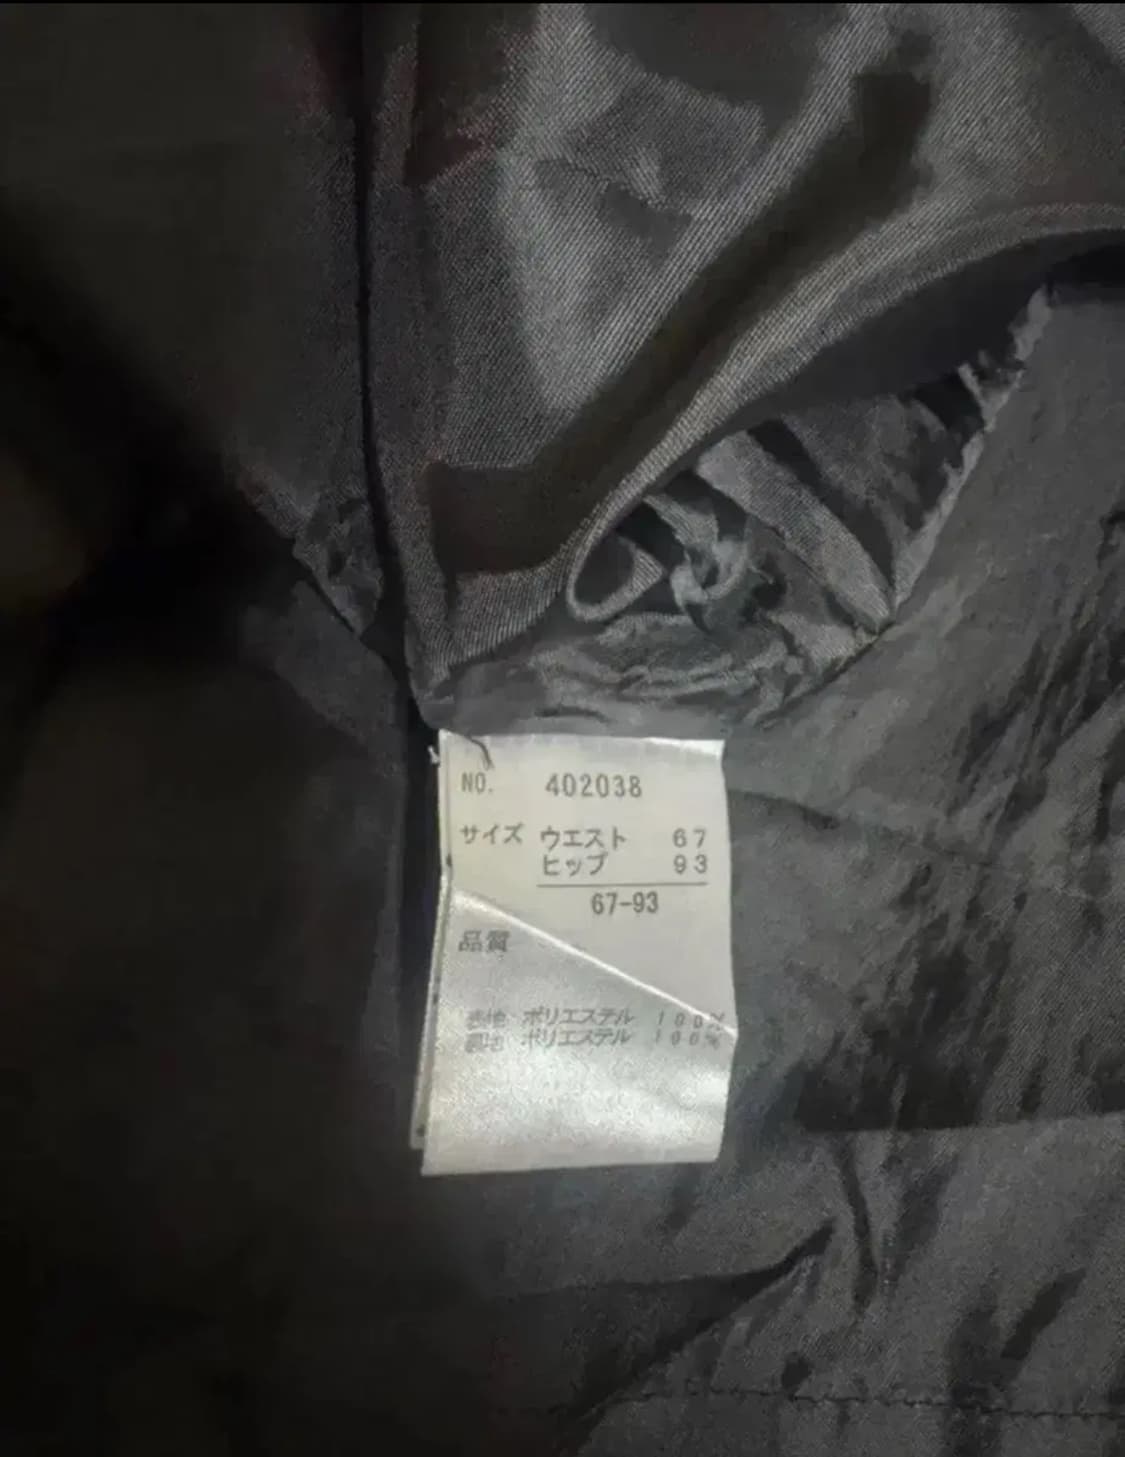 NO. 402038
サイズ ウエスト 67
ヒップ 93
67-93
品質
表地 ポリエステル 100%
裏地 ポリエステル 100%